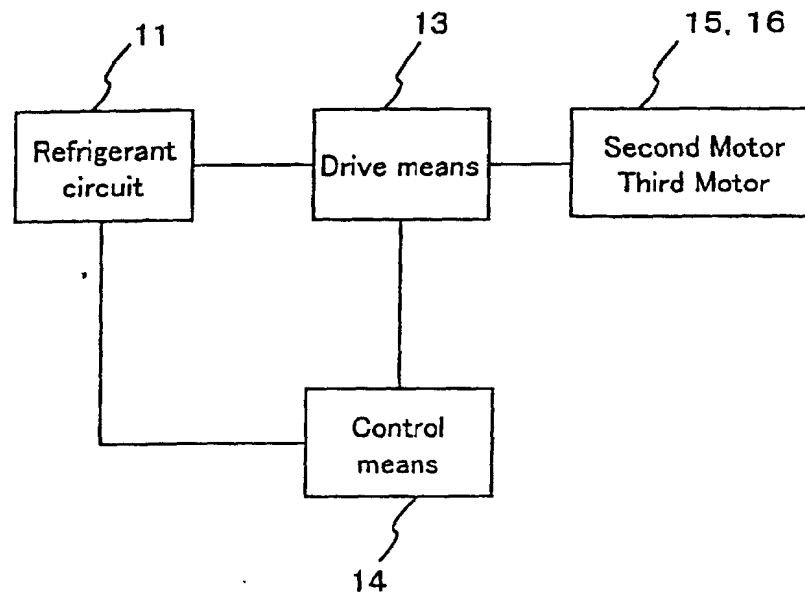 11
13
15, 16
Refrigerant
circuit
Drive means
Second Motor
Third Motor
Control
means
14